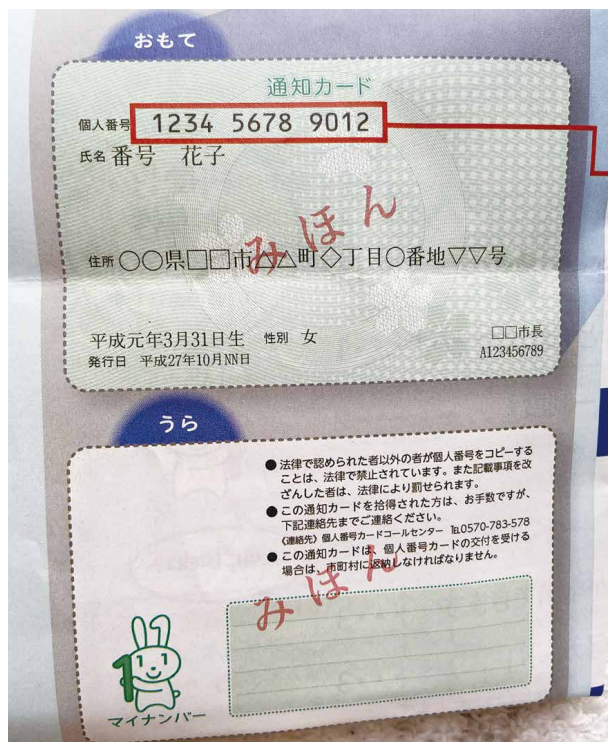 おもて
通知カード
個人番号 1234 5678 9012
氏名 番号 花子
みほん
住所 ○○県□□市△△町◇丁目○番地▽▽号
平成元年3月31日生 性別 女
□□市長
発行日 平成27年10月NN日
A123456789
うら
● 法律で認められた者以外の者が個人番号をコピーする
ことは、法律で禁止されています。また記載事項を改
ざんした者は、法律により罰せられます。
● この通知カードを拾得された方は、お手数ですが、
下記連絡先までご連絡ください。
《連絡先》個人番号カードコールセンター ℡0570-783-578
● この通知カードは、個人番号カードの交付を受ける
場合は、市町村に返納しなければなりません。
みほん
1
マイナンバー